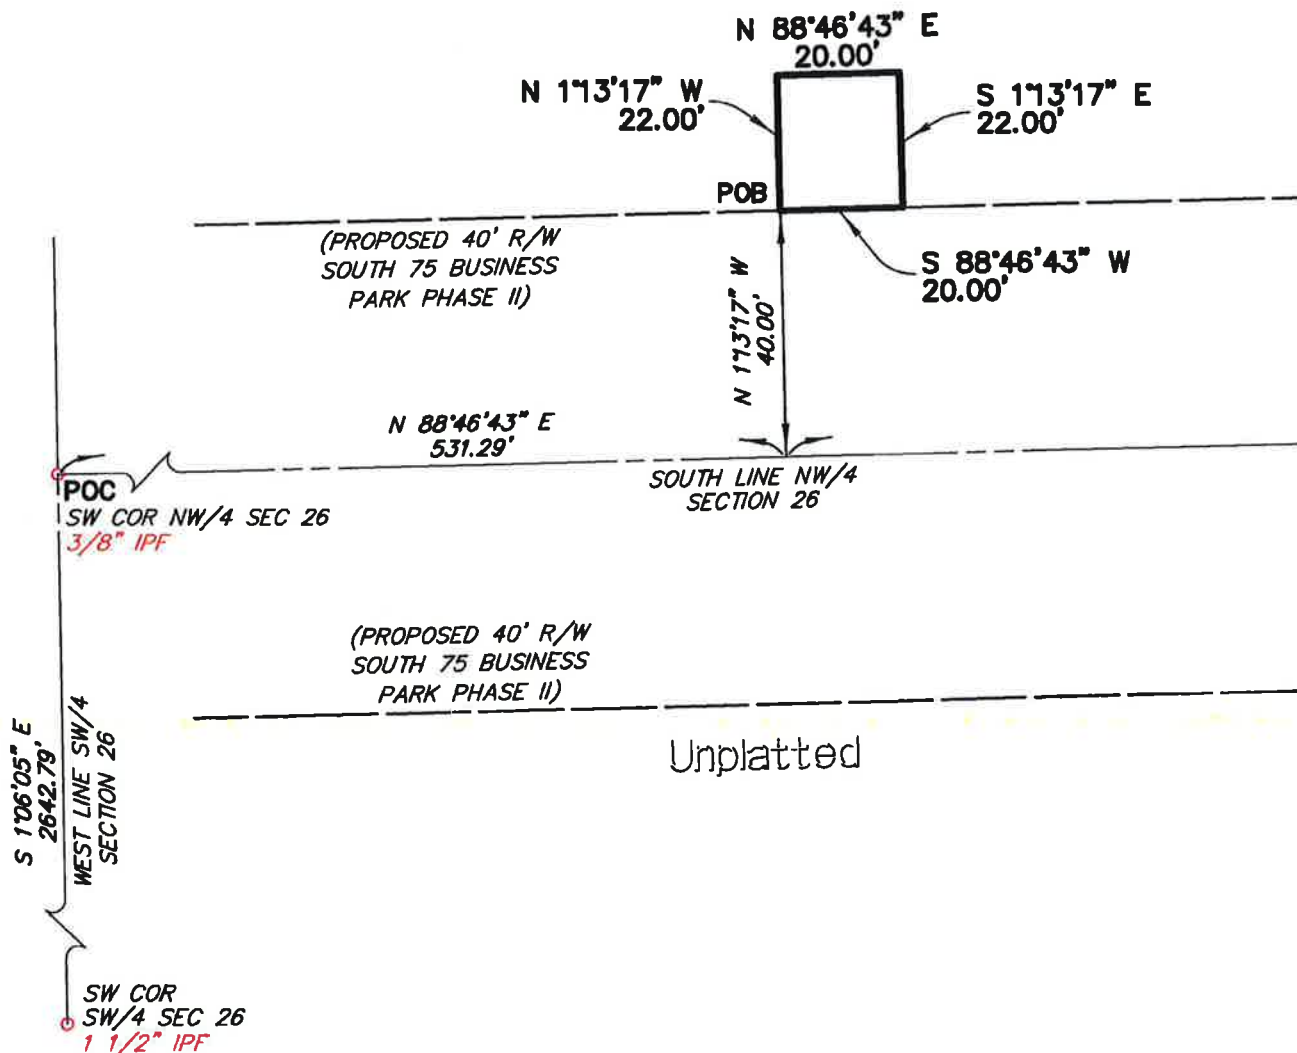 N 88°46'43" E
20.00'
N 1°13'17" W
22.00'
S 1°13'17" E
22.00'
POB
(PROPOSED 40' R/W
SOUTH 75 BUSINESS
PARK PHASE II)
S 88°46'43" W
20.00'
N 1°13'17" W
40.00'
N 88°46'43" E
531.29'
SOUTH LINE NW/4
SECTION 26
POC
SW COR NW/4 SEC 26
3/8" IPF
(PROPOSED 40' R/W
SOUTH 75 BUSINESS
PARK PHASE II)
Unplatted
S 1°06'05" E
2642.79'
WEST LINE SW/4
SECTION 26
SW COR
SW/4 SEC 26
1 1/2" IPF